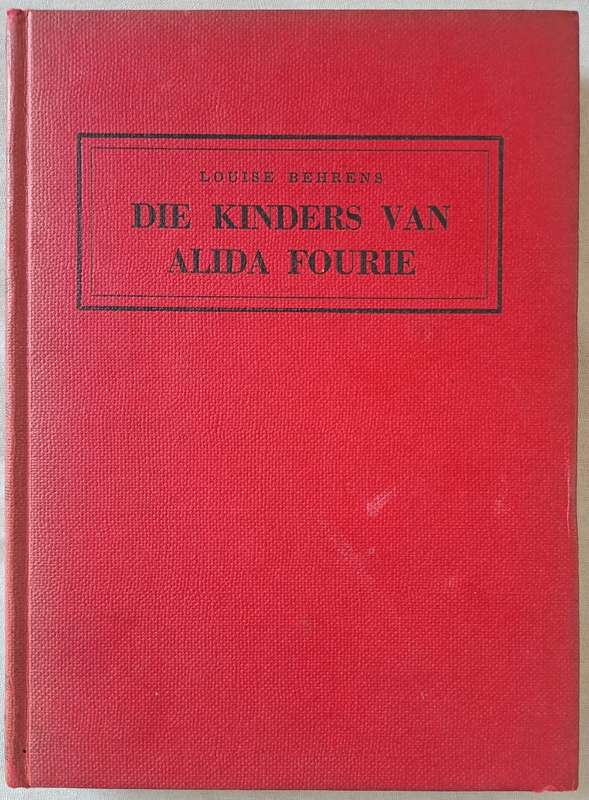 LOUISE BEHRENS
DIE KINDERS VAN
ALIDA FOURIE